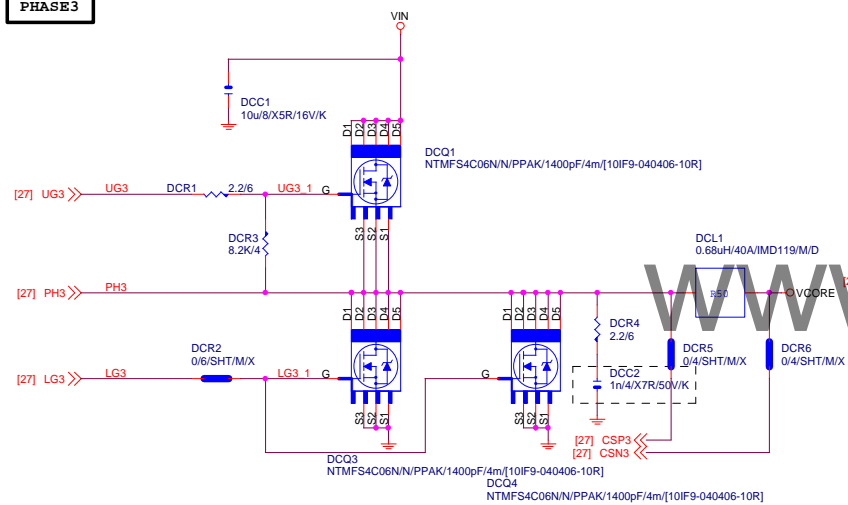 PHASE3
VIN
DCC1
10u/8/X5R/16V/K
D1
D2
D3
D4
D5
DCQ1
NTMFS4C06N/N/PPAK/1400pF/4m/[10IF9-040406-10R]
[27] UG3
UG3
DCR1
2.2/6
UG3_1
G
S3
S2
S1
DCR3
8.2K/4
DCL1
0.68uH/40A/IMD119/M/D
[27] PH3
PH3
R50
VCORE
[2
WWW
D1
D2
D3
D4
D5
D1
D2
D3
D4
D5
DCR4
2.2/6
DCR2
0/6/SHT/M/X
DCR5
0/4/SHT/M/X
DCR6
0/4/SHT/M/X
[27] LG3
LG3
LG3_1
G
G
DCC2
1n/4/X7R/50V/K
S3
S2
S1
S3
S2
S1
[27] CSP3
[27] CSN3
DCQ3
NTMFS4C06N/N/PPAK/1400pF/4m/[10IF9-040406-10R]
DCQ4
NTMFS4C06N/N/PPAK/1400pF/4m/[10IF9-040406-10R]